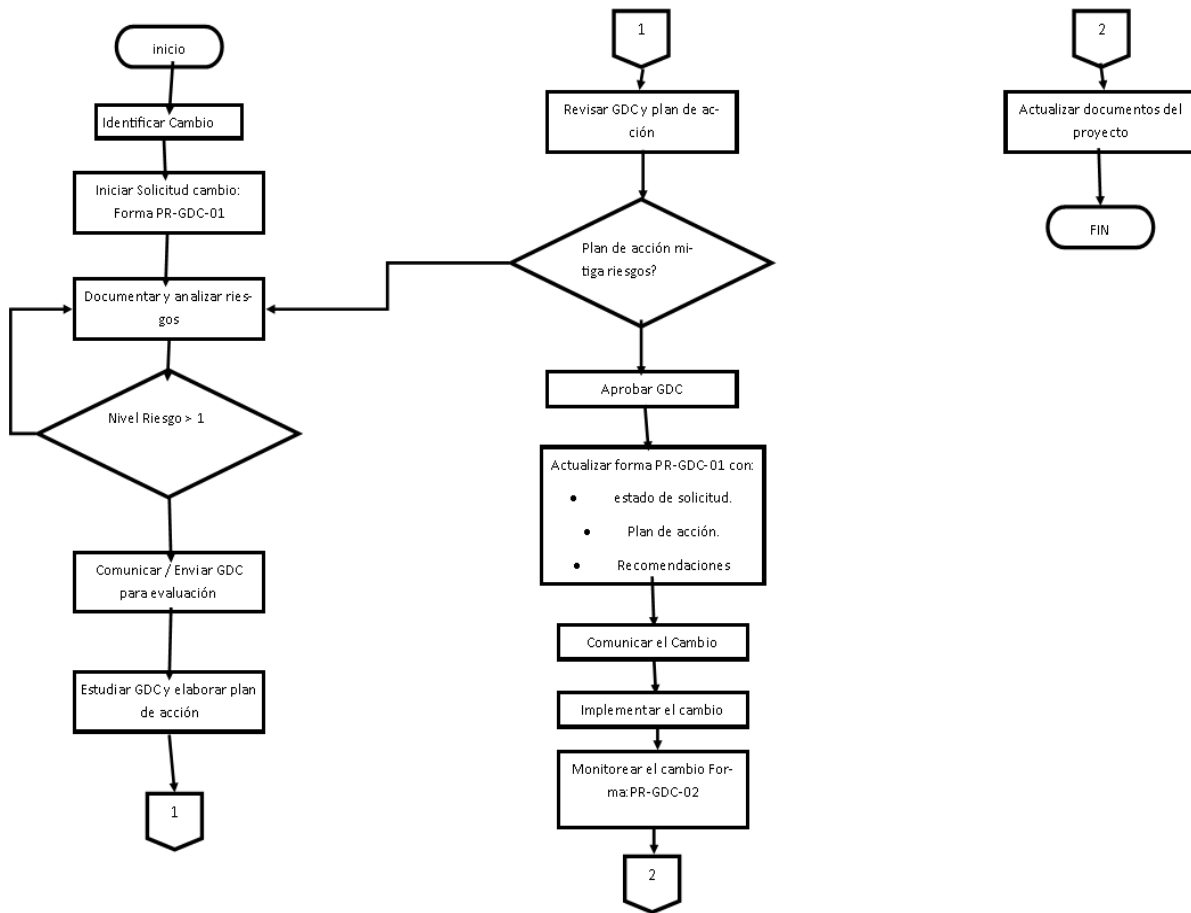 inicio
Identificar Cambio
Iniciar Solicitud cambio:
Forma PR-GDC-01
Documentar y analizar ries-
gos
Nivel Riesgo > 1
Comunicar / Enviar GDC
para evaluación
Estudiar GDC y elaborar plan
de acción
1
1
Revisar GDC y plan de ac-
ción
Plan de acción mi-
tiga riesgos?
Aprobar GDC
Actualizar forma PR-GDC-01 con:
• estado de solicitud.
• Plan de acción.
• Recomendaciones
Comunicar el Cambio
Implementar el cambio
Monitorear el cambio For-
ma:PR-GDC-02
2
2
Actualizar documentos del
proyecto
FIN